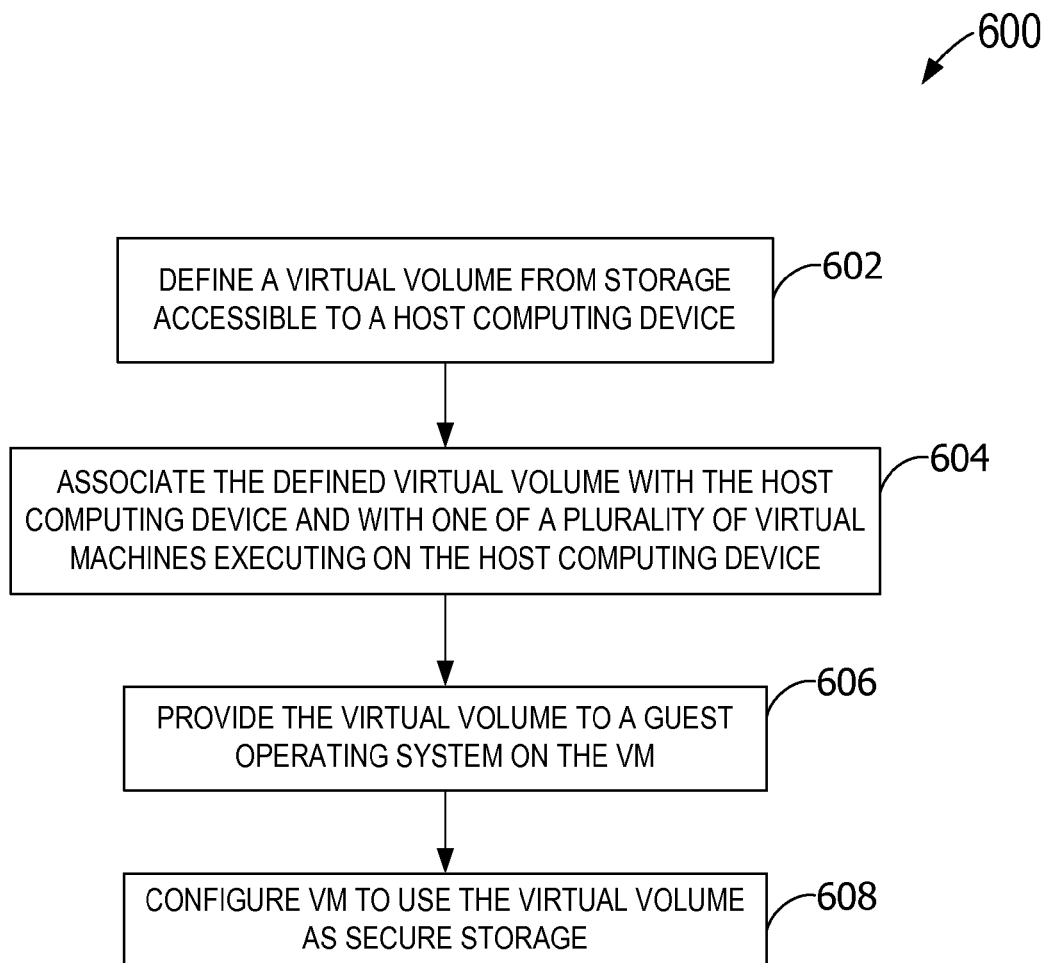 600
DEFINE A VIRTUAL VOLUME FROM STORAGE
ACCESSIBLE TO A HOST COMPUTING DEVICE
602
ASSOCIATE THE DEFINED VIRTUAL VOLUME WITH THE HOST
COMPUTING DEVICE AND WITH ONE OF A PLURALITY OF VIRTUAL
MACHINES EXECUTING ON THE HOST COMPUTING DEVICE
604
PROVIDE THE VIRTUAL VOLUME TO A GUEST
OPERATING SYSTEM ON THE VM
606
CONFIGURE VM TO USE THE VIRTUAL VOLUME
AS SECURE STORAGE
608